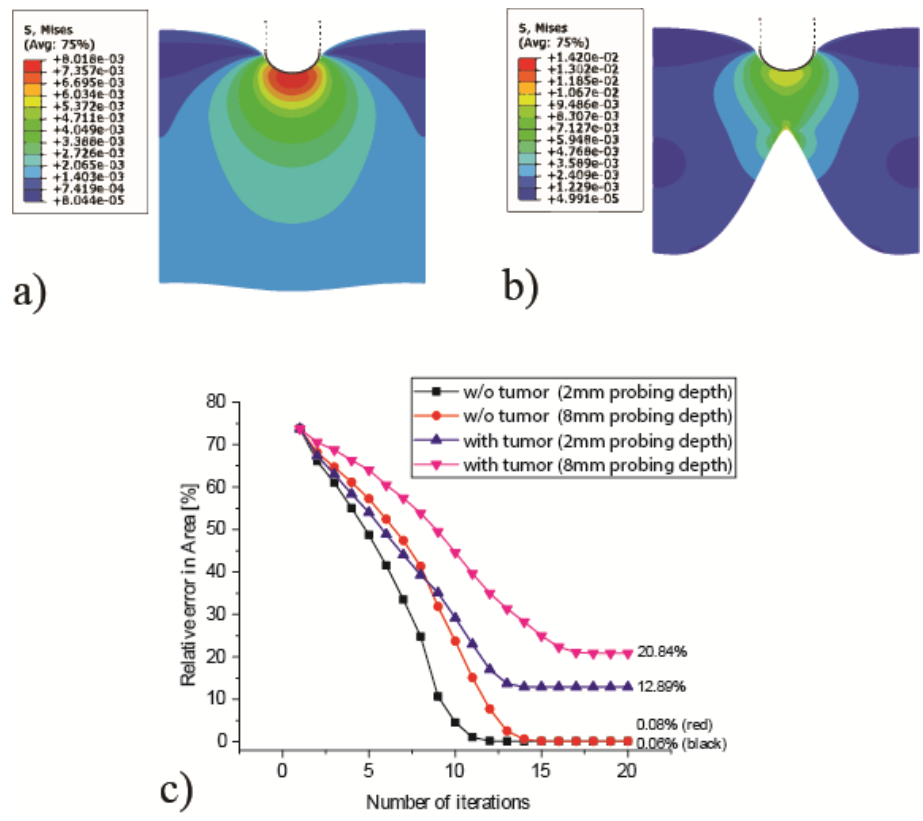 S, Mises
(Avg: 75%)
+8.018e-03
+7.357e-03
+6.695e-03
+6.034e-03
+5.372e-03
+4.711e-03
+4.049e-03
+3.388e-03
+2.726e-03
+2.065e-03
+1.403e-03
+7.419e-04
+8.044e-05
a)
S, Mises
(Avg: 75%)
+1.420e-02
+1.302e-02
+1.185e-02
+1.067e-02
+9.486e-03
+8.307e-03
+7.127e-03
+5.948e-03
+4.768e-03
+3.589e-03
+2.409e-03
+1.229e-03
+4.991e-05
b)
w/o tumor (2mm probing depth)
w/o tumor (8mm probing depth)
with tumor (2mm probing depth)
with tumor (8mm probing depth)
Relative error in Area [%]
80
70
60
50
40
30
20
10
0
20.84%
12.89%
0.08% (red)
0.06% (black)
0 5 10 15 20
Number of iterations
c)